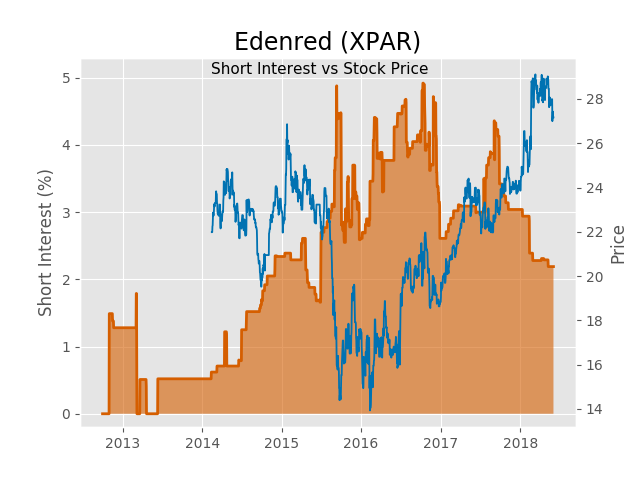 Edenred (XPAR)
Short Interest vs Stock Price
Short Interest (%)
5
4
3
2
1
0
28
26
24
22
20
18
16
14
Price
2013 2014 2015 2016 2017 2018